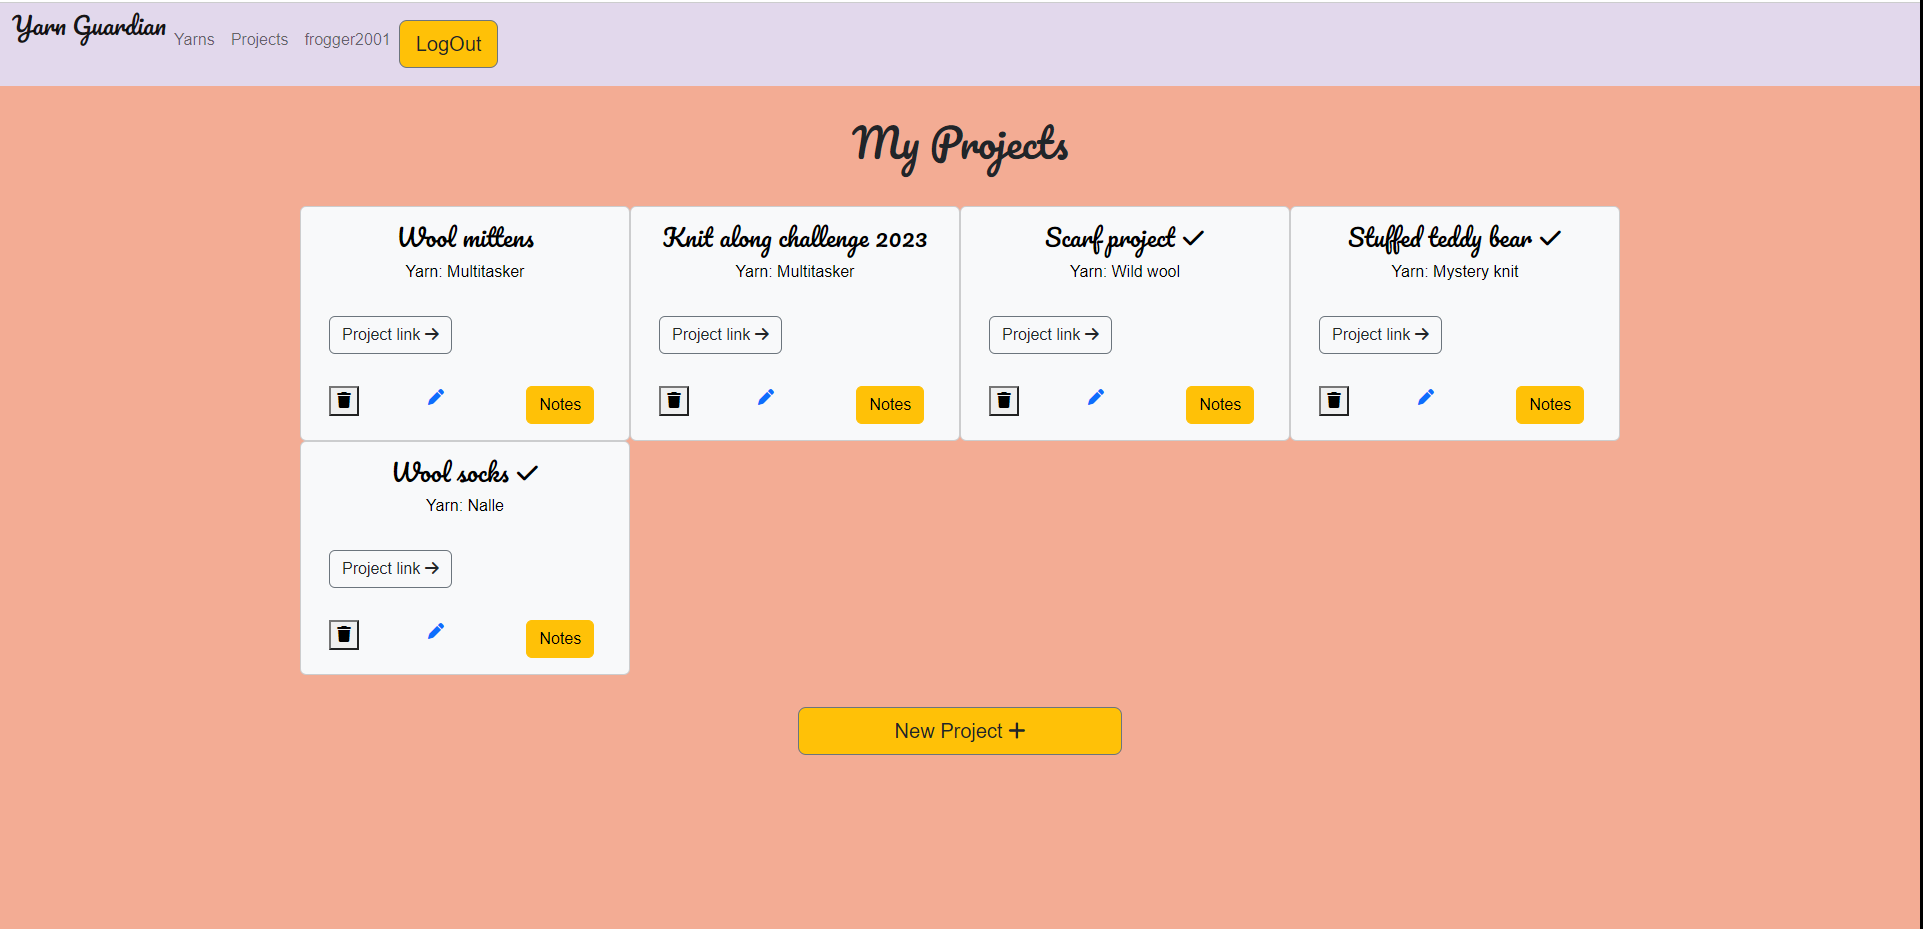 Yarn Guardian Yarns Projects frogger2001 LogOut
My Projects
Wool mittens
Yarn: Multitasker
Project link
Notes
Knit along challenge 2023
Yarn: Multitasker
Project link
Notes
Scarf project
Yarn: Wild wool
Project link
Notes
Stuffed teddy bear
Yarn: Mystery knit
Project link
Notes
Wool socks
Yarn: Nalle
Project link
Notes
New Project